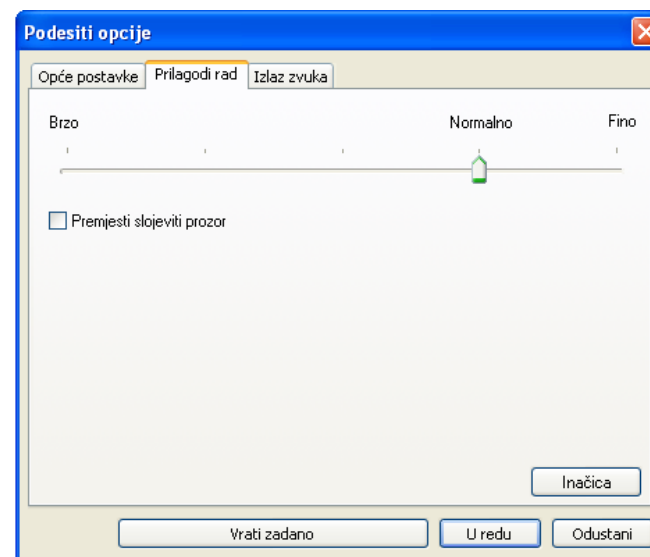 Podesiti opcije
Opće postavke Prilagodi rad Izlaz zvuka
Brzo Normalno Fino
Premjesti slojeviti prozor
Inačica
Vrati zadano U redu Odustani